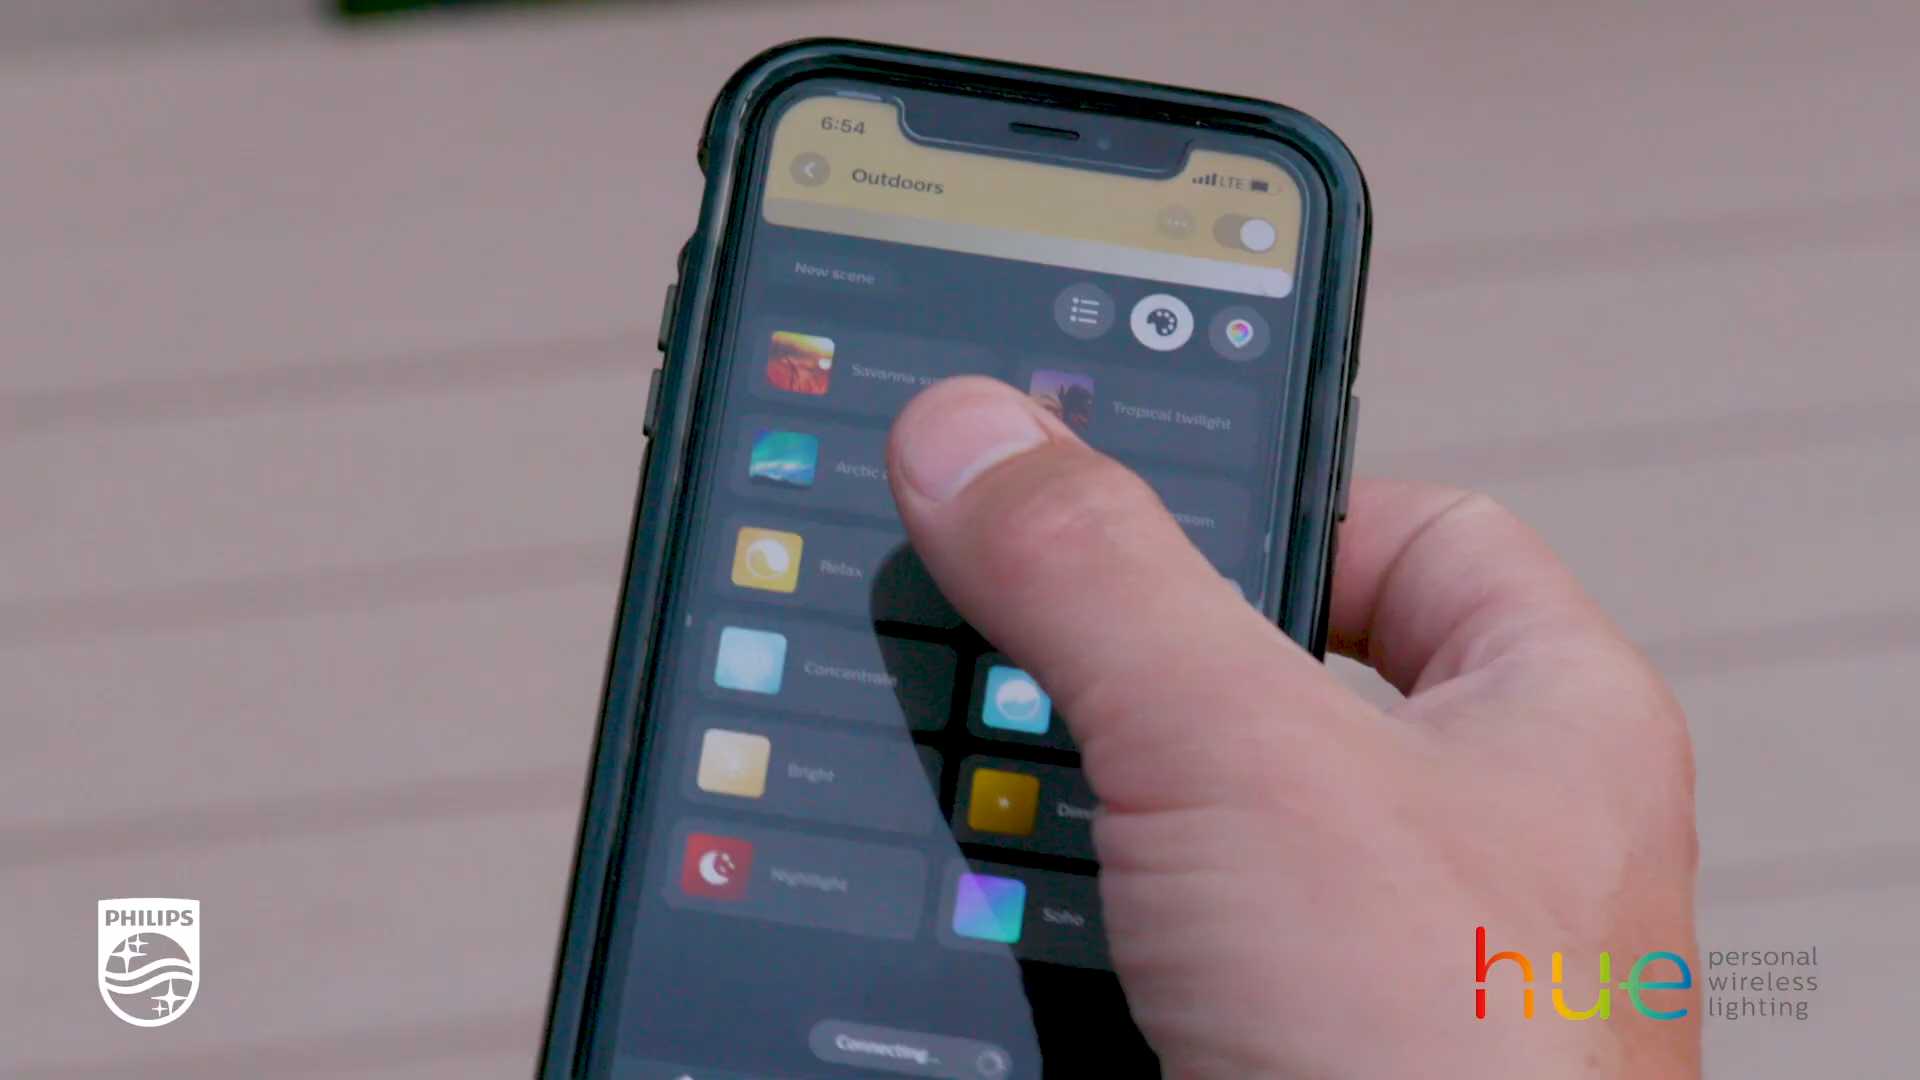 6:54
LTE
Outdoors
New scene
Savanna
Tropical twilight
Arctic
Relax
Concentrate
Bright
Nightlight
Soho
Connecting...
PHILIPS
hue personal
wireless
lighting